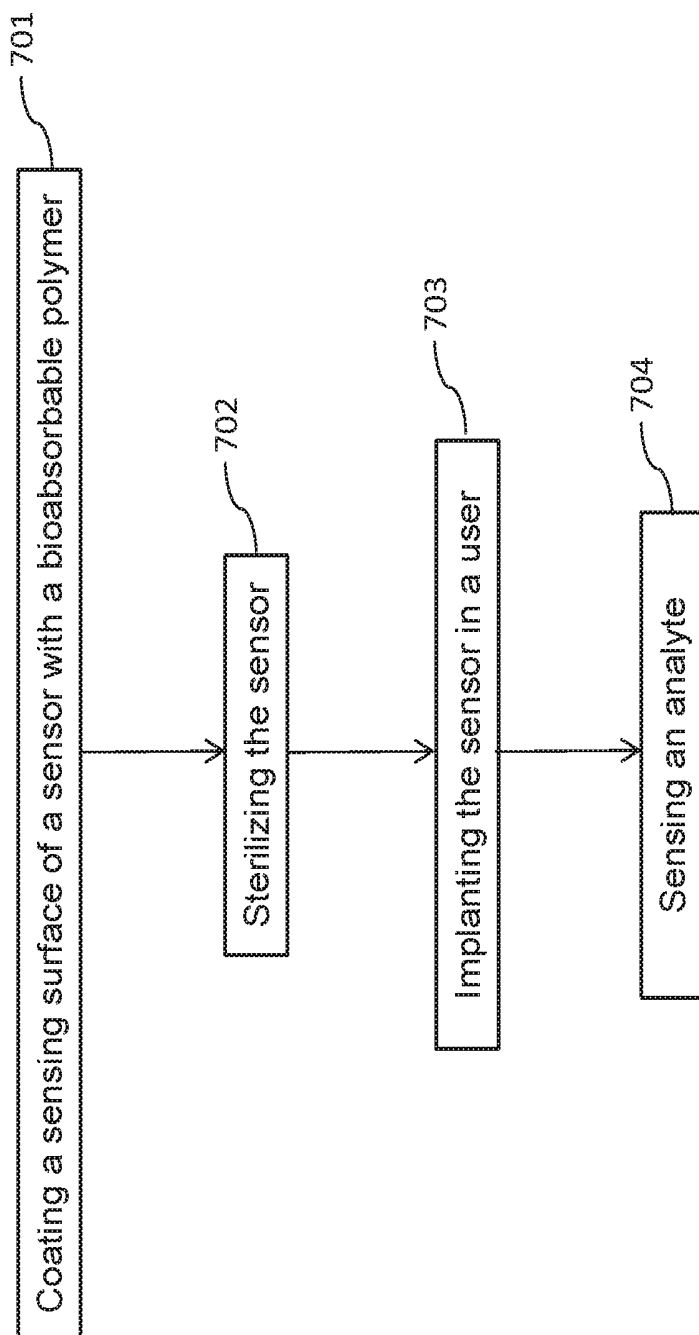 Coating a sensing surface of a sensor with a bioabsorbable polymer
701
Sterilizing the sensor
702
Implanting the sensor in a user
703
Sensing an analyte
704